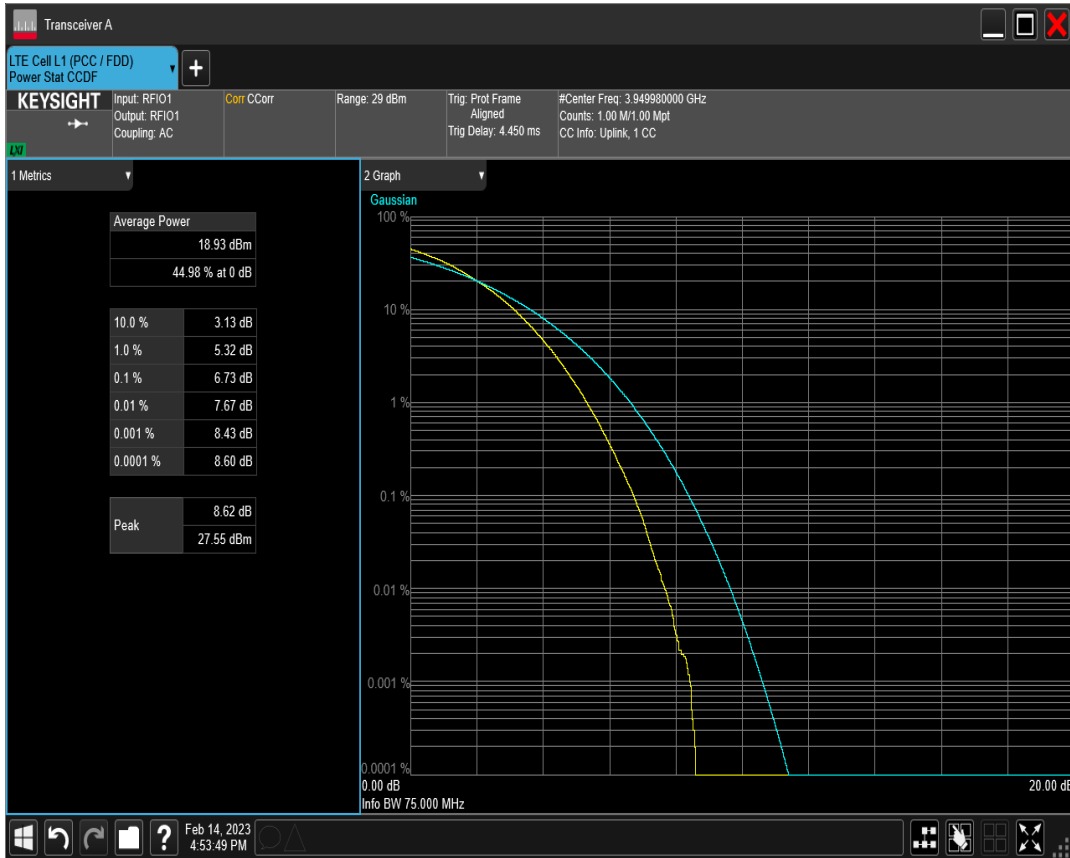 Transceiver A
LTE Cell L1 (PCC / FDD)
Power Stat CCDF
+
KEYSIGHT
LXI
Input: RFIO1
Output: RFIO1
Coupling: AC
Corr CCorr
Range: 29 dBm
Trig: Prot Frame
Aligned
Trig Delay: 4.450 ms
#Center Freq: 3.949980000 GHz
Counts: 1.00 M/1.00 Mpt
CC Info: Uplink, 1 CC
1 Metrics
Average Power
18.93 dBm
44.98 % at 0 dB
10.0 % 3.13 dB
1.0 % 5.32 dB
0.1 % 6.73 dB
0.01 % 7.67 dB
0.001 % 8.43 dB
0.0001 % 8.60 dB
Peak
8.62 dB
27.55 dBm
2 Graph
Gaussian
100 %
10 %
1 %
0.1 %
0.01 %
0.001 %
0.0001 %
0.00 dB 20.00 dB
Info BW 75.000 MHz
?
Feb 14, 2023
4:53:49 PM